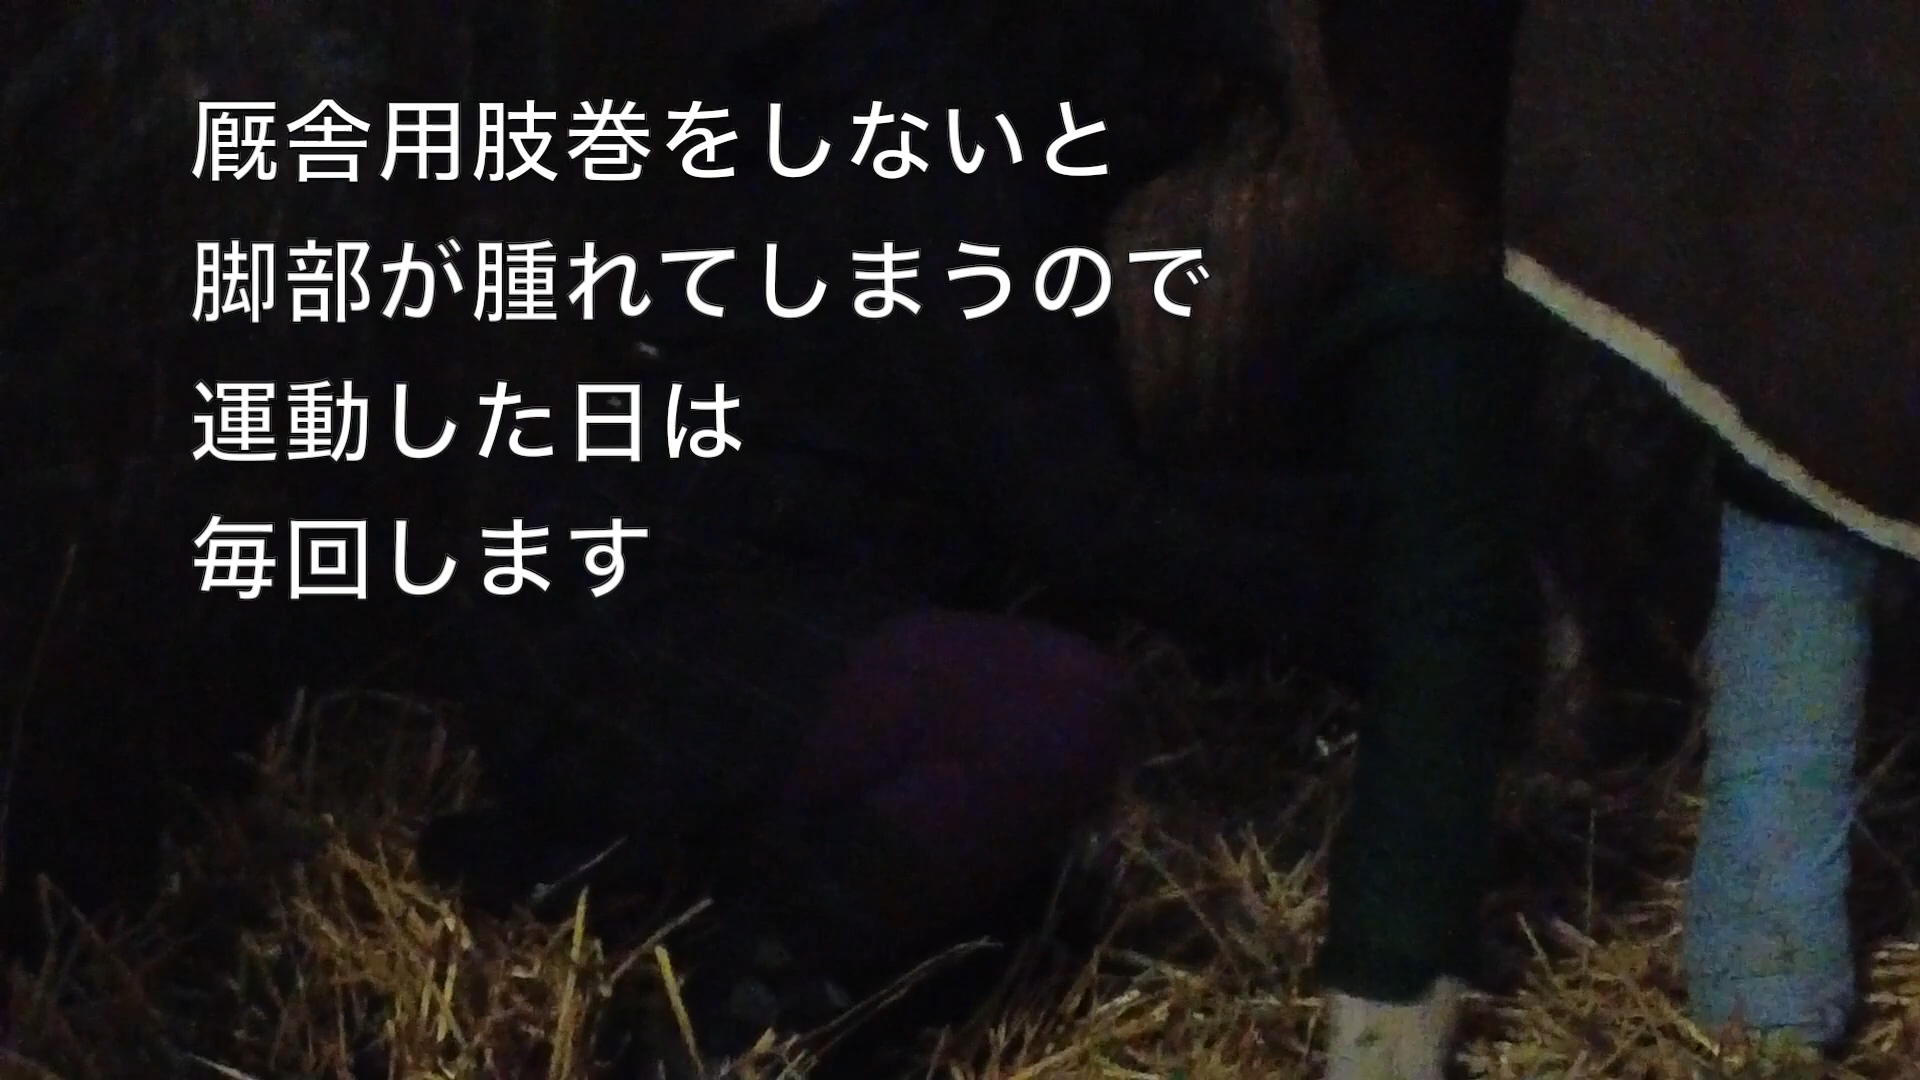 厩舎用肢巻をしないと
脚部が腫れてしまうので
運動した日は
毎回します